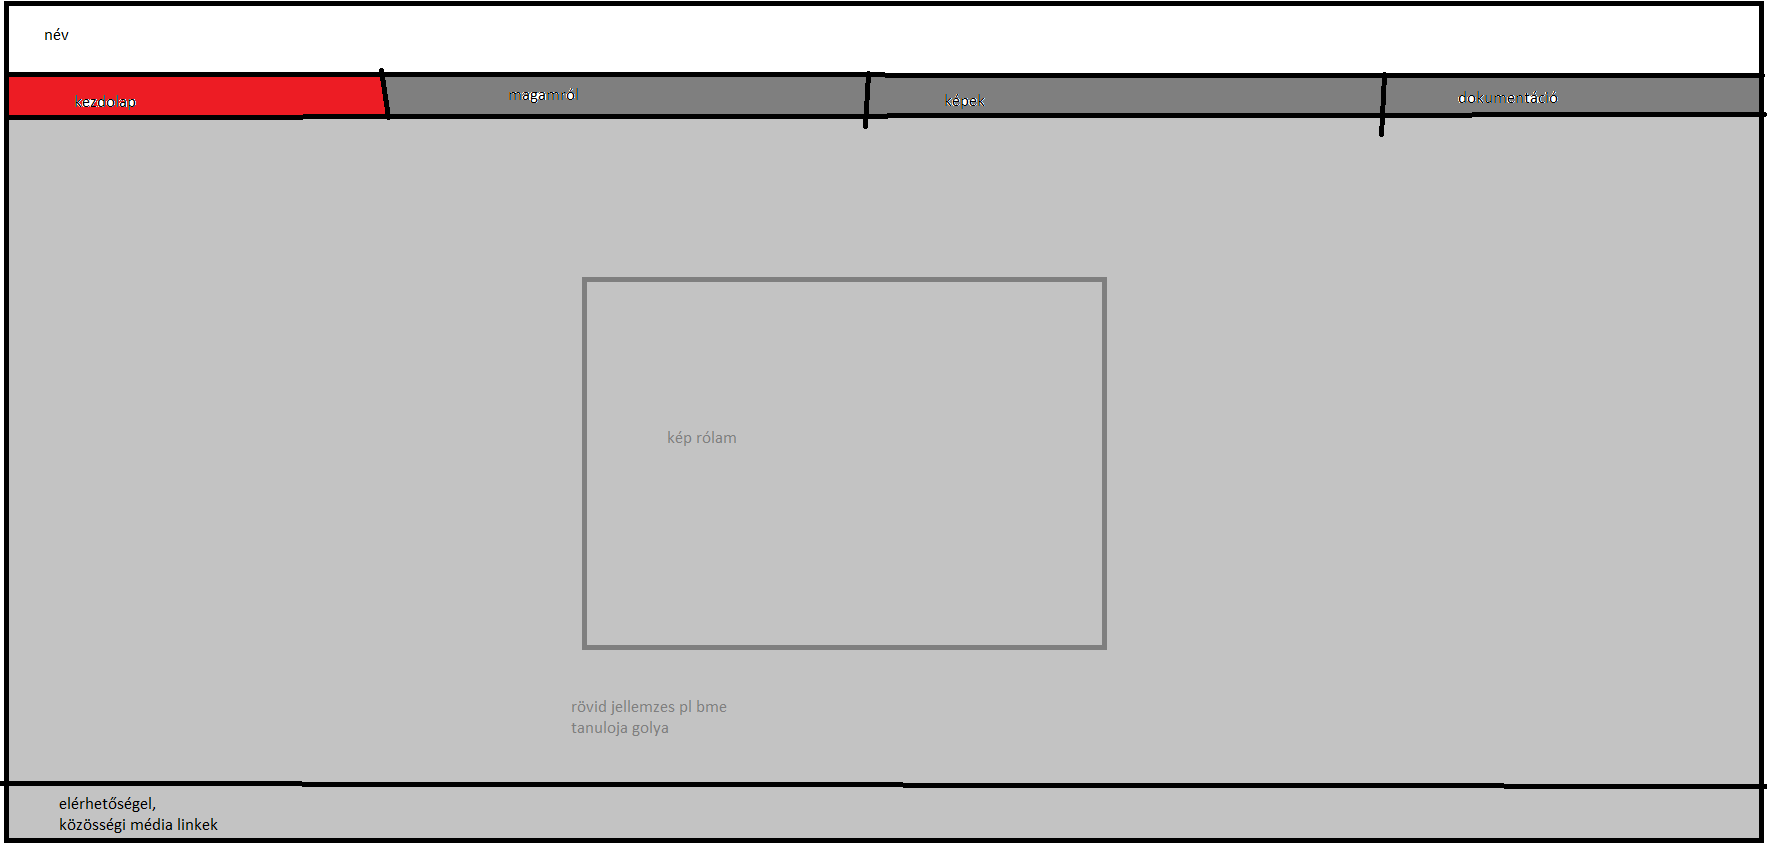 név
kezdolap
magamról
képek
dokumentáció
kép rólam
rövid jellemzes pl bme
tanuloja golya
elérhetőségel,
közösségi média linkek